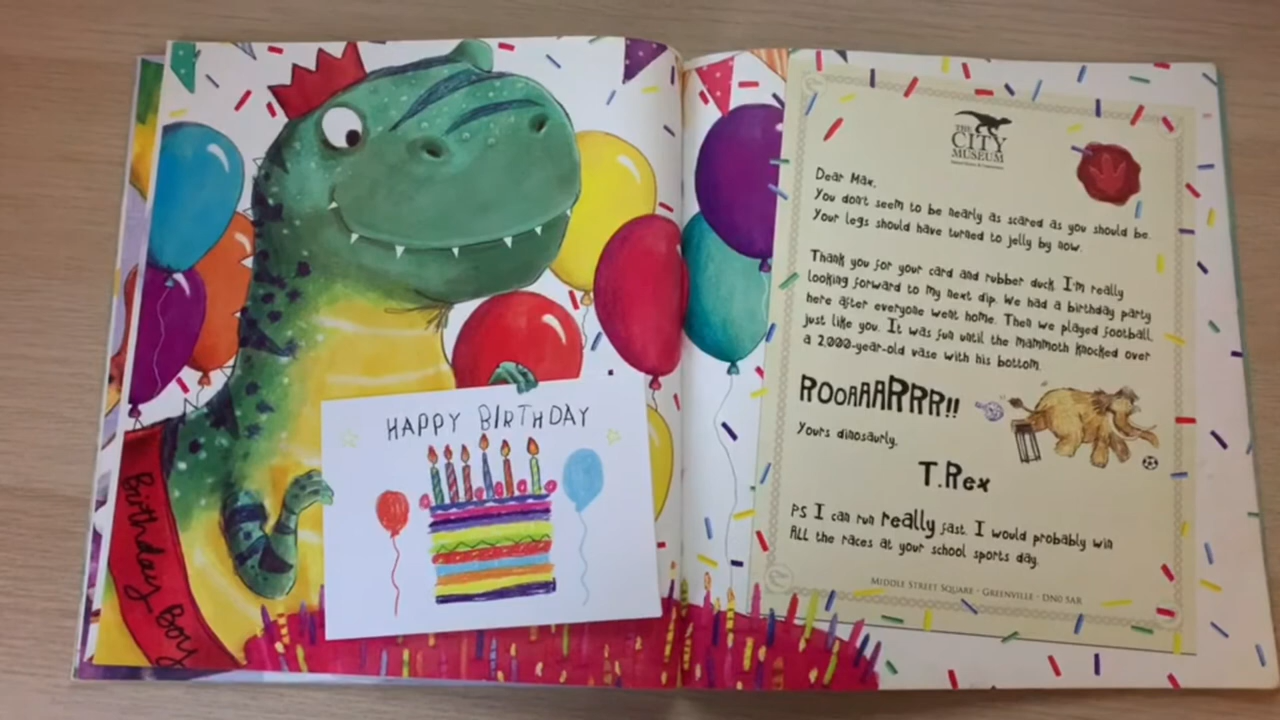 Birthday Boy
HAPPY BIRTHDAY
THE
CITY
MUSEUM
Dear Max,
You don't seem to be nearly as scared as you should be.
Your legs should have turned to jelly by now.
Thank you for your card and rubber duck. I'm really
looking forward to my next dip. We had a birthday party
here after everyone went home. Then we played football,
just like you. It was fun until the mammoth knocked over
a 2,000-year-old vase with his bottom.
ROOAAARRRR!!
Yours dinosaurly,
T.Rex
PS I can run really fast. I would probably win
ALL the races at your school sports day.
MIDDLE STREET SQUARE · GREENVILLE · DN0 5AR